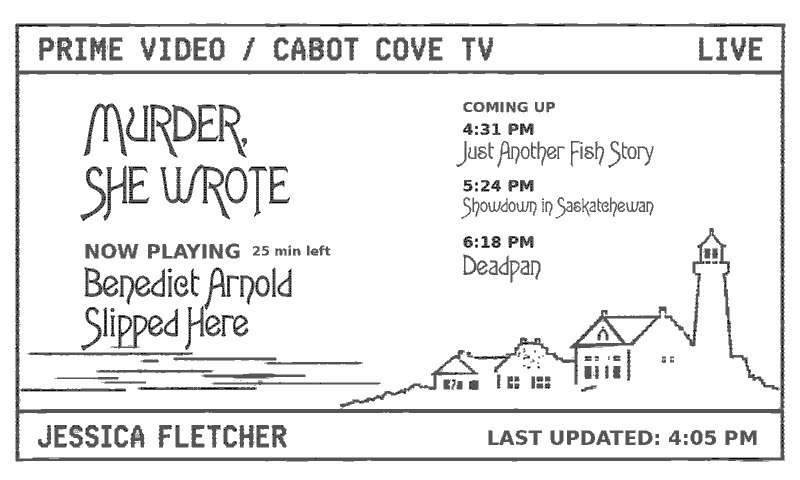 PRIME VIDEO / CABOT COVE TV
LIVE
MURDER,
SHE WROTE
NOW PLAYING 25 min left
Benedict Arnold
Slipped Here
COMING UP
4:31 PM
Just Another Fish Story
5:24 PM
Showdown in Saskatchewan
6:18 PM
Deadpan
JESSICA FLETCHER
LAST UPDATED: 4:05 PM